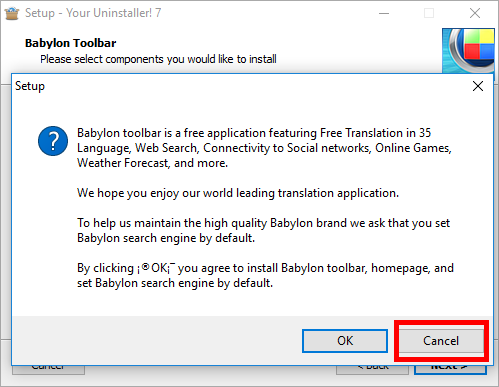 Setup - Your Uninstaller! 7
Babylon Toolbar
Please select components you would like to install
Setup
Babylon toolbar is a free application featuring Free Translation in 35
Language, Web Search, Connectivity to Social networks, Online Games,
Weather Forecast, and more.
We hope you enjoy our world leading translation application.
To help us maintain the high quality Babylon brand we ask that you set
Babylon search engine by default.
By clicking ¡®OK¡¯ you agree to install Babylon toolbar, homepage, and
set Babylon search engine by default.
OK
Cancel
Cancel
< Back
Next >